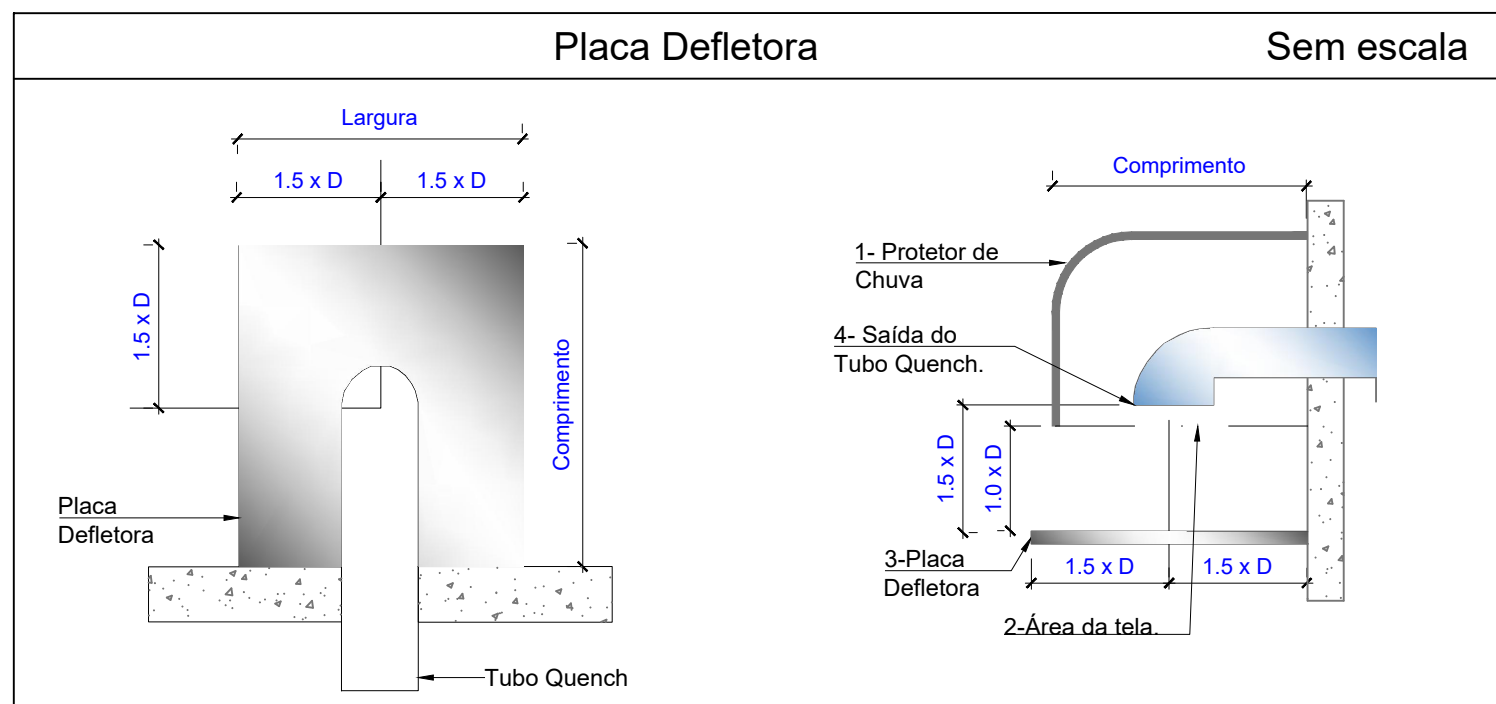 Placa Defletora
Sem escala
Largura
1.5 x D
1.5 x D
1.5 x D
Comprimento
Placa
Defletora
Tubo Quench
Comprimento
1- Protetor de
Chuva
4- Saída do
Tubo Quench.
1.5 x D
1.0 x D
3-Placa
Defletora
1.5 x D
1.5 x D
2-Área da tela.